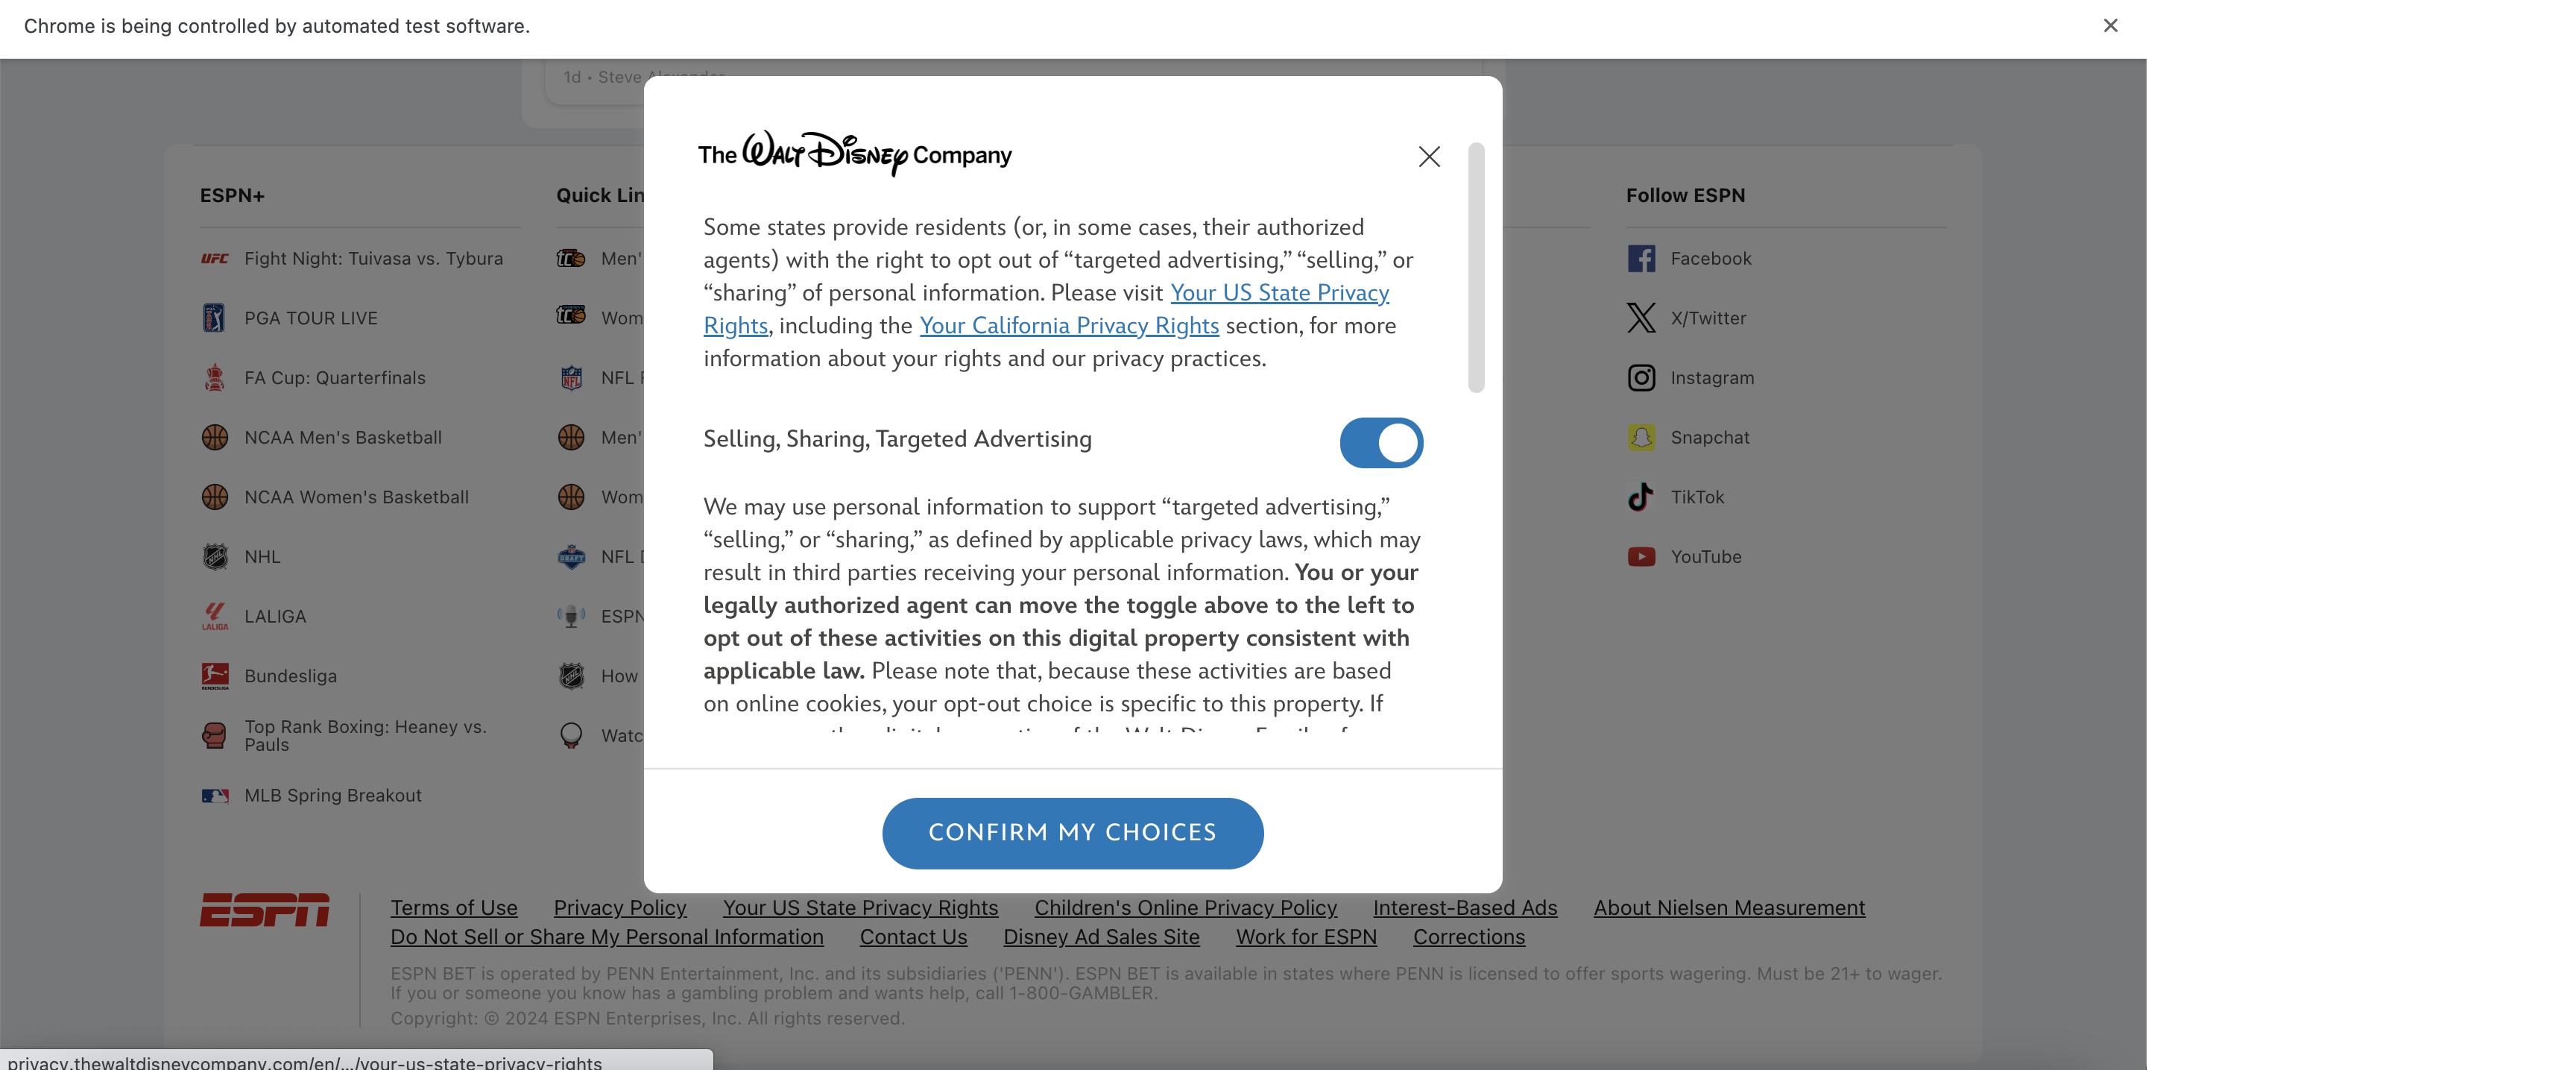 Chrome is being controlled by automated test software.
1d • Steve Alexander
The Walt Disney Company
Some states provide residents (or, in some cases, their authorized
agents) with the right to opt out of “targeted advertising,” “selling,” or
“sharing” of personal information. Please visit Your US State Privacy
Rights, including the Your California Privacy Rights section, for more
information about your rights and our privacy practices.
Selling, Sharing, Targeted Advertising
We may use personal information to support “targeted advertising,”
“selling,” or “sharing,” as defined by applicable privacy laws, which may
result in third parties receiving your personal information. You or your
legally authorized agent can move the toggle above to the left to
opt out of these activities on this digital property consistent with
applicable law. Please note that, because these activities are based
on online cookies, your opt-out choice is specific to this property. If
CONFIRM MY CHOICES
ESPN+
UFC Fight Night: Tuivasa vs. Tybura
PGA TOUR LIVE
FA Cup: Quarterfinals
NCAA Men's Basketball
NCAA Women's Basketball
NHL
LALIGA LALIGA
Bundesliga
Top Rank Boxing: Heaney vs.
Pauls
MLB Spring Breakout
Quick Lin
tc Men'
tc Wom
NFL
Men'
Wom
NFL
ESPN
How
Watc
Follow ESPN
Facebook
X/Twitter
Instagram
Snapchat
TikTok
YouTube
ESPN
Terms of Use Privacy Policy Your US State Privacy Rights Children's Online Privacy Policy Interest-Based Ads About Nielsen Measurement
Do Not Sell or Share My Personal Information Contact Us Disney Ad Sales Site Work for ESPN Corrections
ESPN BET is operated by PENN Entertainment, Inc. and its subsidiaries ('PENN'). ESPN BET is available in states where PENN is licensed to offer sports wagering. Must be 21+ to wager.
If you or someone you know has a gambling problem and wants help, call 1-800-GAMBLER.
Copyright: © 2024 ESPN Enterprises, Inc. All rights reserved.
privacy.thewaltdisneycompany.com/en/.../your-us-state-privacy-rights